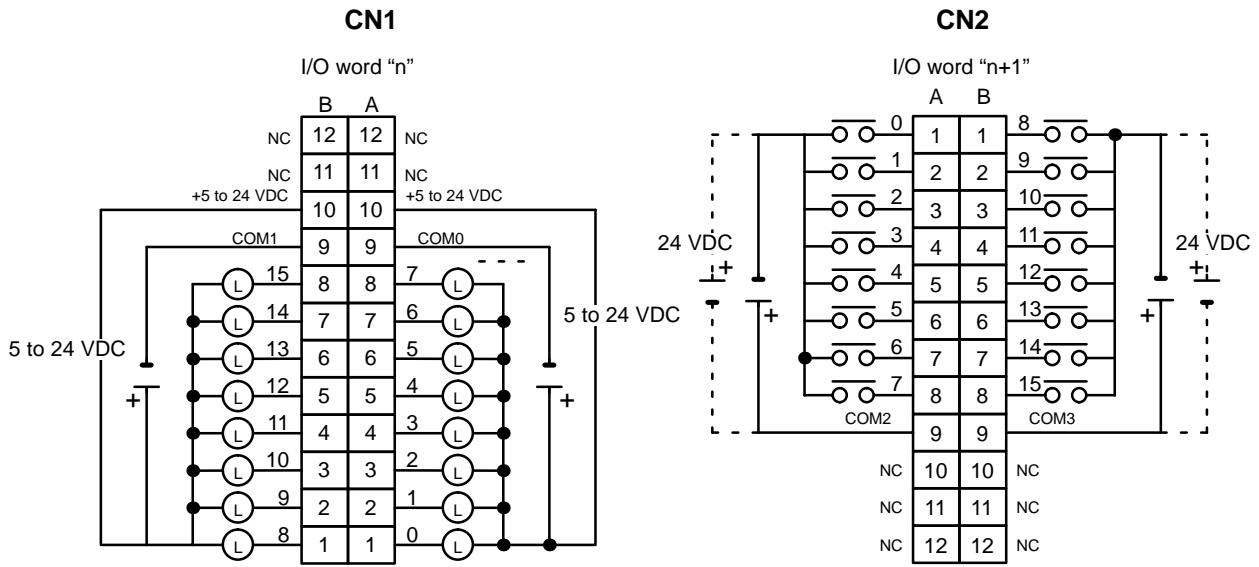 CN1
I/O word “n”
B A
NC 12 12 NC
NC 11 11 NC
+5 to 24 VDC 10 10 +5 to 24 VDC
COM1 9 9 COM0
L 15 8 8 7 L
L 14 7 7 6 L
L 13 6 6 5 L
L 12 5 5 4 L
L 11 4 4 3 L
L 10 3 3 2 L
L 9 2 2 1 L
L 8 1 1 0 L
5 to 24 VDC
+
5 to 24 VDC
+
CN2
I/O word “n+1”
A B
0 1 1 8
1 2 2 9
2 3 3 10
3 4 4 11
4 5 5 12
5 6 6 13
6 7 7 14
7 8 8 15
COM2 9 9 COM3
NC 10 10 NC
NC 11 11 NC
NC 12 12 NC
24 VDC
+
+
24 VDC
+
+